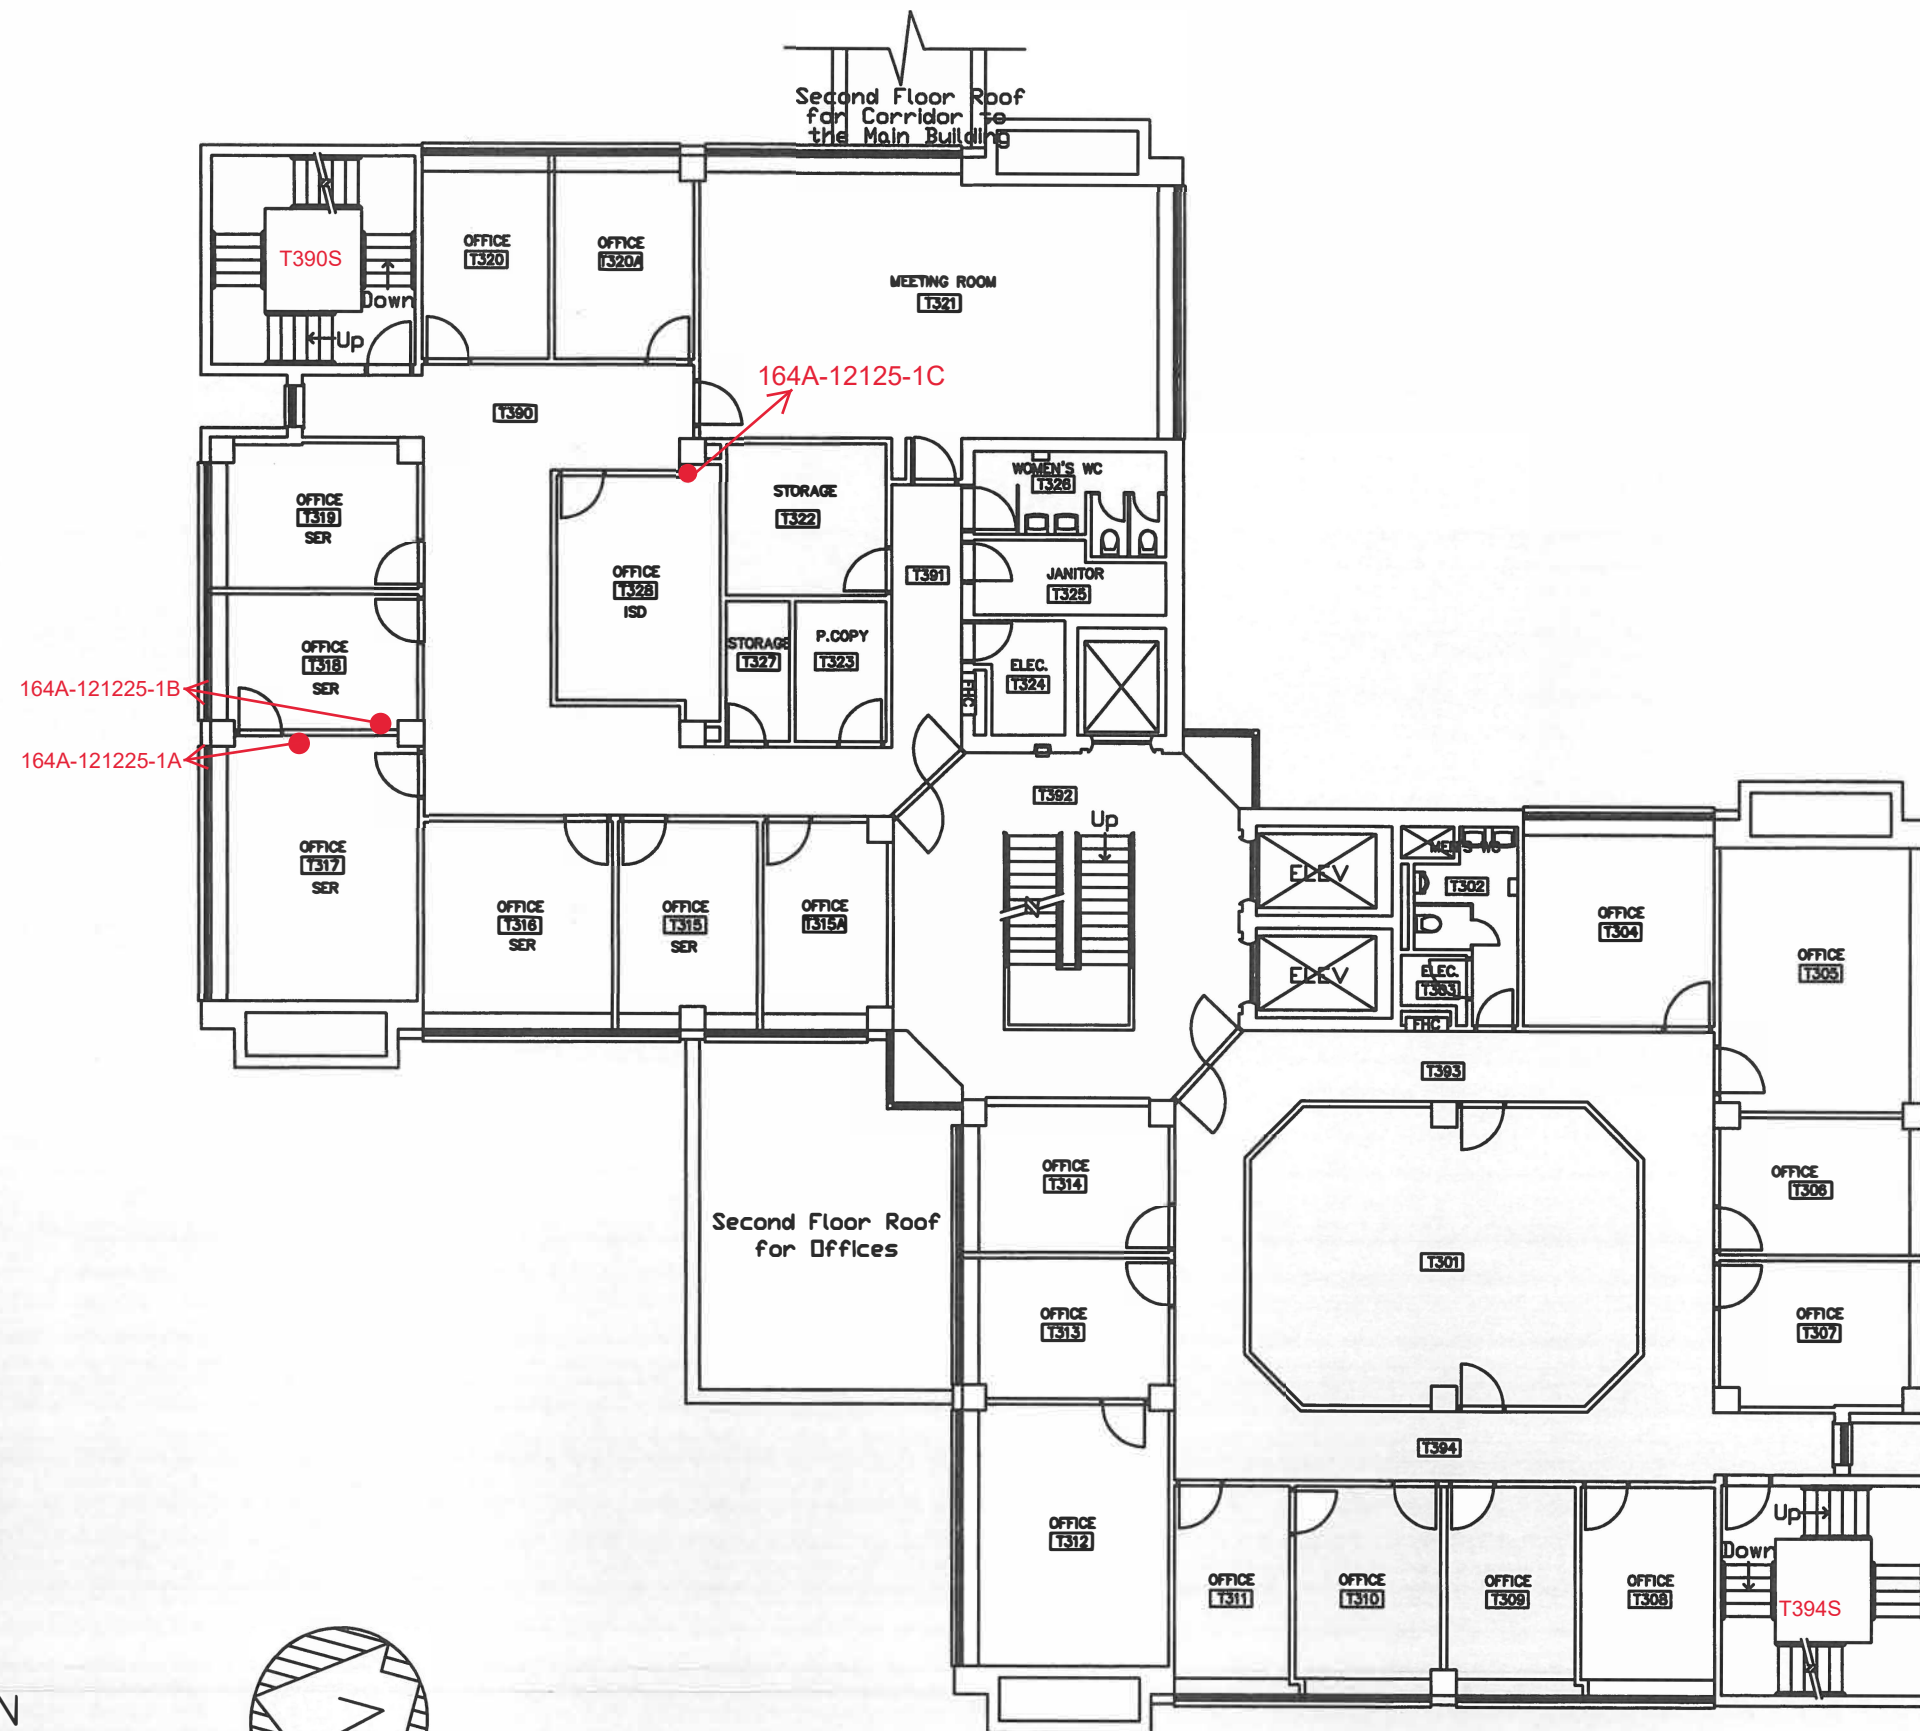 Second Floor Roof
for Corridor to
the Main Building
T390S
Down
Up
OFFICE
T320
OFFICE
T320A
MEETING ROOM
T321
164A-12125-1C
T390
OFFICE
T319
SER
OFFICE
T328
ISD
STORAGE
T322
WOMEN'S WC
T326
T391
JANITOR
T325
OFFICE
T318
SER
STORAGE
T327
P.COPY
T323
ELEC.
T324
FHC
164A-121225-1B
164A-121225-1A
T392
Up
OFFICE
T317
SER
OFFICE
T316
SER
OFFICE
T315
SER
OFFICE
T315A
ELEV
ELEV
MEN'S WC
T302
ELEC.
T303
FHC
OFFICE
T304
OFFICE
T305
T393
OFFICE
T314
OFFICE
T306
Second Floor Roof
for Offices
T301
OFFICE
T313
OFFICE
T307
T394
OFFICE
T312
OFFICE
T311
OFFICE
T310
OFFICE
T309
OFFICE
T308
Up
Down
T394S
N